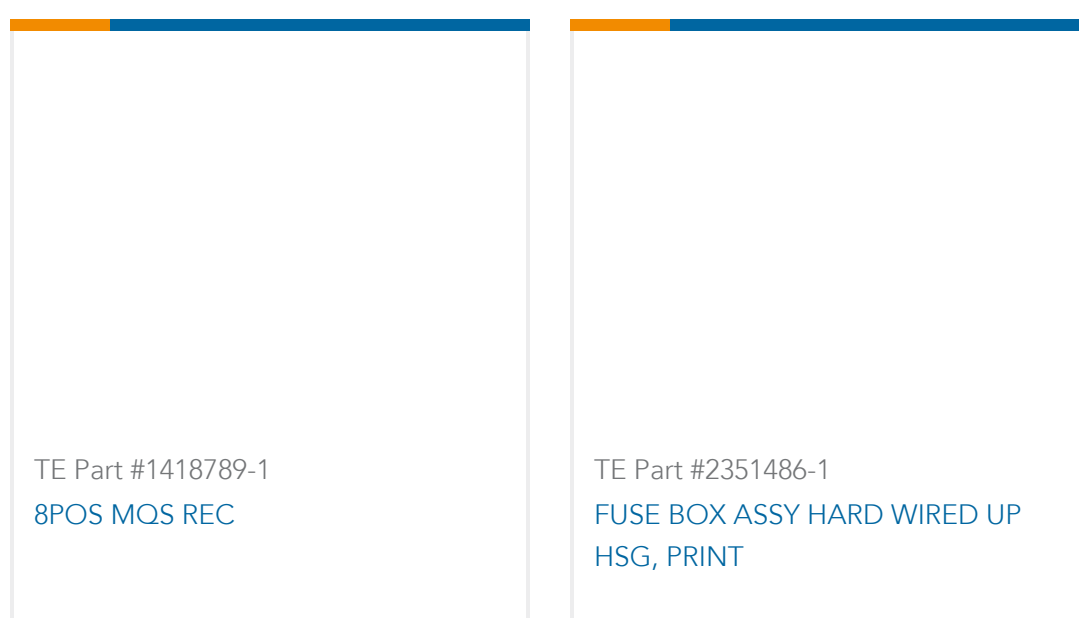 TE Part #1418789-1
8POS MQS REC
TE Part #2351486-1
FUSE BOX ASSY HARD WIRED UP
HSG, PRINT